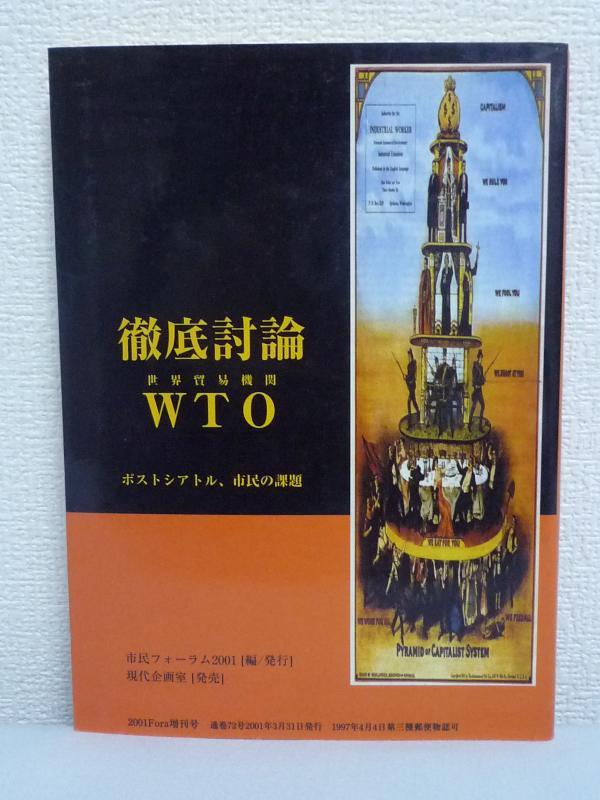 徹底討論
世界貿易機関
WTO
ポストシアトル、市民の課題
市民フォーラム2001 [編/発行]
現代企画室 [発売]
2001Fora増刊号 通巻72号2001年3月31日発行 1997年4月4日第三種郵便物認可
CAPITALISM
INDUSTRIAL WORKER
WE RULE YOU
WE FOOL YOU
WE SHOOT AT YOU
WE EAT FOR YOU
WE WORK FOR ALL
WE FEED ALL
PYRAMID OF CAPITALIST SYSTEM